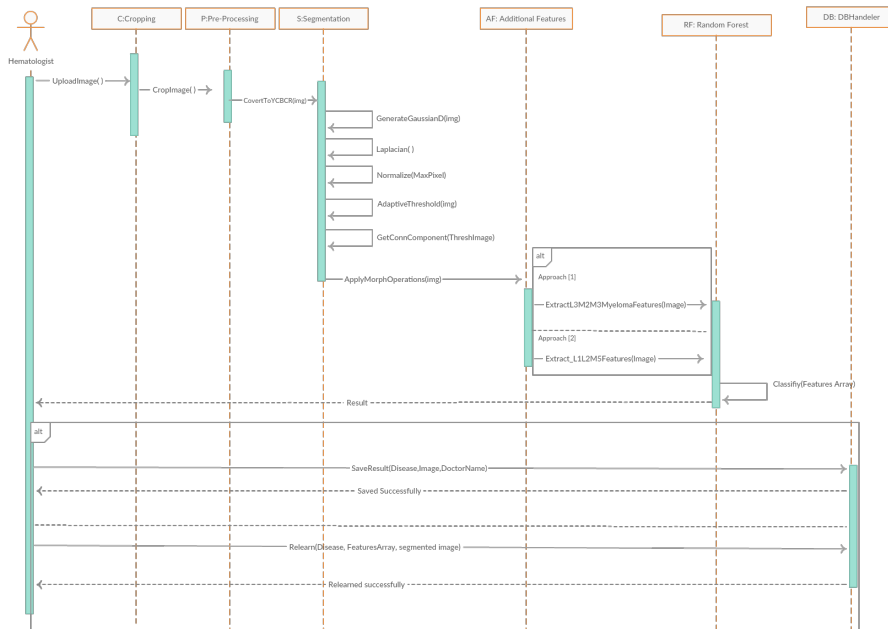 C:Cropping
P:Pre-Processing
S:Segmentation
AF: Additional Features
RF: Random Forest
DB: DBHandeler
Hematologist
UploadImage( )
CropImage( )
CovertToYCBCR(img)
GenerateGaussianD(img)
Laplacian( )
Normalize(MaxPixel)
AdaptiveThreshold(img)
GetConnComponent(ThreshImage)
ApplyMorphOperations(img)
alt
Approach [1]
ExtractL3M2M3MyelomaFeatures(Image)
Approach [2]
Extract_L1L2M5Features(Image)
Classifiy(Features Array)
Result
alt
SaveResult(Disease,Image,DoctorName)
Saved Successfully
Relearn(Disease, FeaturesArray, segmented image)
Relearned successfully